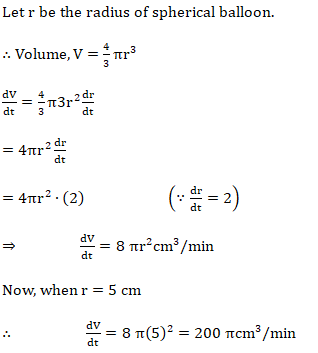 Let r be the radius of spherical balloon.
∴ Volume, V = 4/3 πr³
dV/dt = 4/3 π3r² dr/dt
= 4πr² dr/dt
= 4πr² · (2) (∵ dr/dt = 2)
⇒ dV/dt = 8 πr²cm³/min
Now, when r = 5 cm
∴ dV/dt = 8 π(5)² = 200 πcm³/min